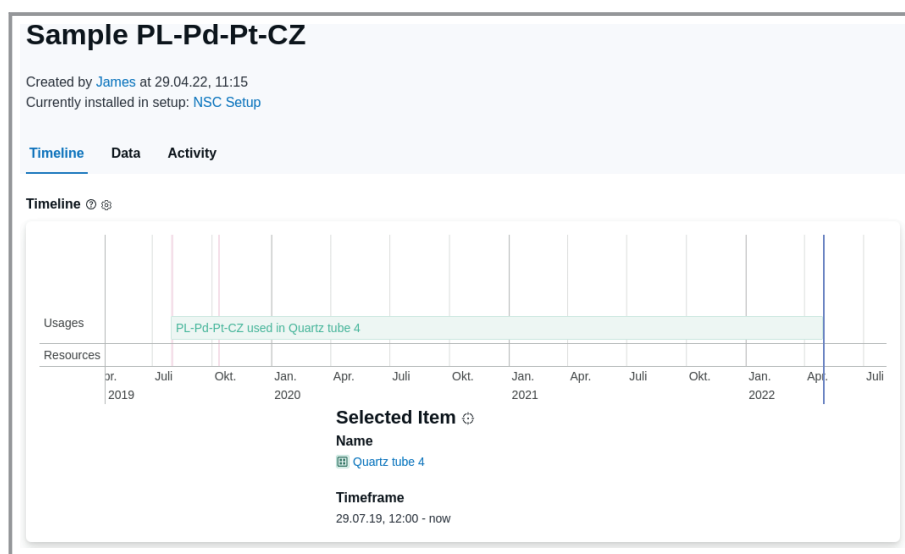 Sample PL-Pd-Pt-CZ
Created by James at 29.04.22, 11:15
Currently installed in setup: NSC Setup
Timeline Data Activity
Timeline
Usages
PL-Pd-Pt-CZ used in Quartz tube 4
Resources
pr. Juli Okt. Jan. Apr. Juli Okt. Jan. Apr. Juli Okt. Jan. Apr. Juli
2019 2020 2021 2022
Selected Item
Name
Quartz tube 4
Timeframe
29.07.19, 12:00 - now